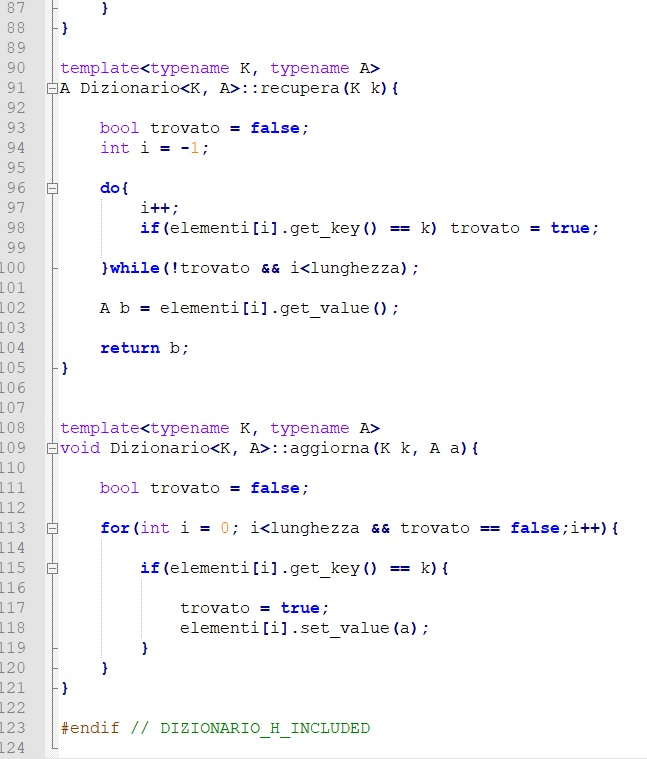 87 }
88 }
89
90 template<typename K, typename A>
91 A Dizionario<K, A>::recupera(K k){
92
93 bool trovato = false;
94 int i = -1;
95
96 do{
97 i++;
98 if(elementi[i].get_key() == k) trovato = true;
99
100 }while(!trovato && i<lunghezza);
101
102 A b = elementi[i].get_value();
103
104 return b;
105 }
106
107
108 template<typename K, typename A>
109 void Dizionario<K, A>::aggiorna(K k, A a){
110
111 bool trovato = false;
112
113 for(int i = 0; i<lunghezza && trovato == false;i++){
114
115 if(elementi[i].get_key() == k){
116
117 trovato = true;
118 elementi[i].set_value(a);
119 }
120 }
121 }
122
123 #endif // DIZIONARIO_H_INCLUDED
124